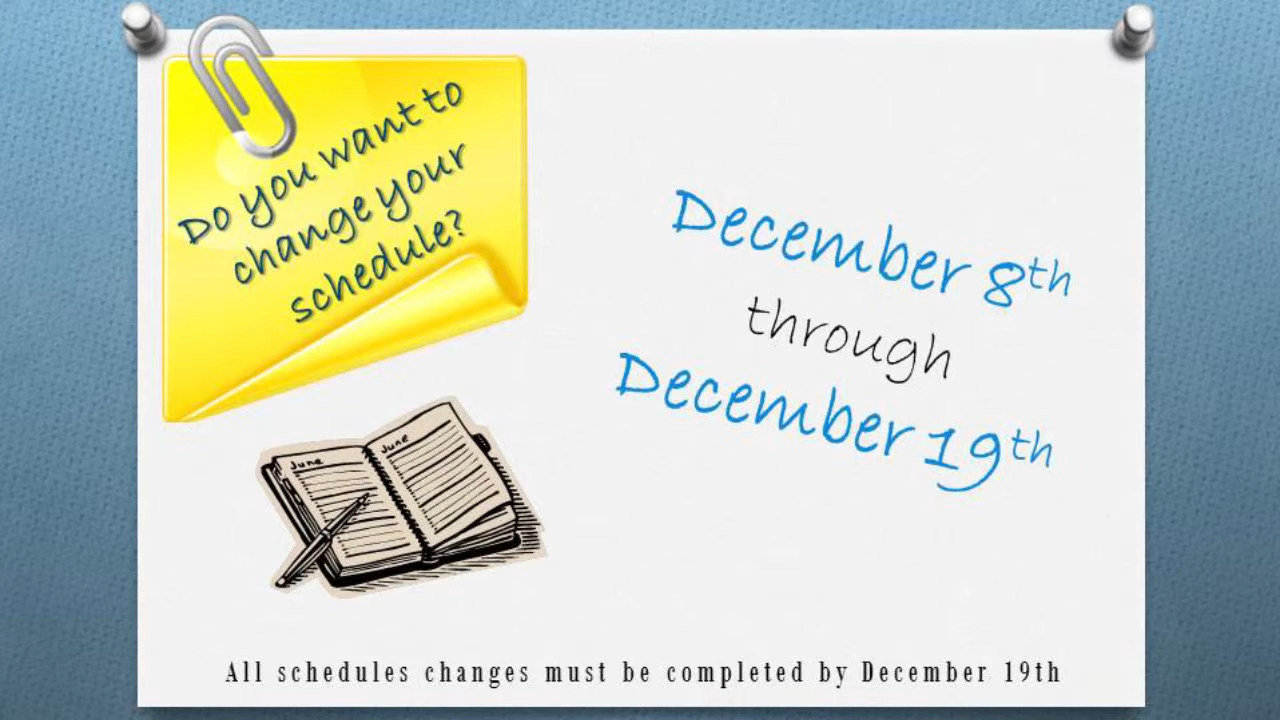 Do you want to
change your
schedule?
December 8th
through
December 19th
June
June
All schedules changes must be completed by December 19th